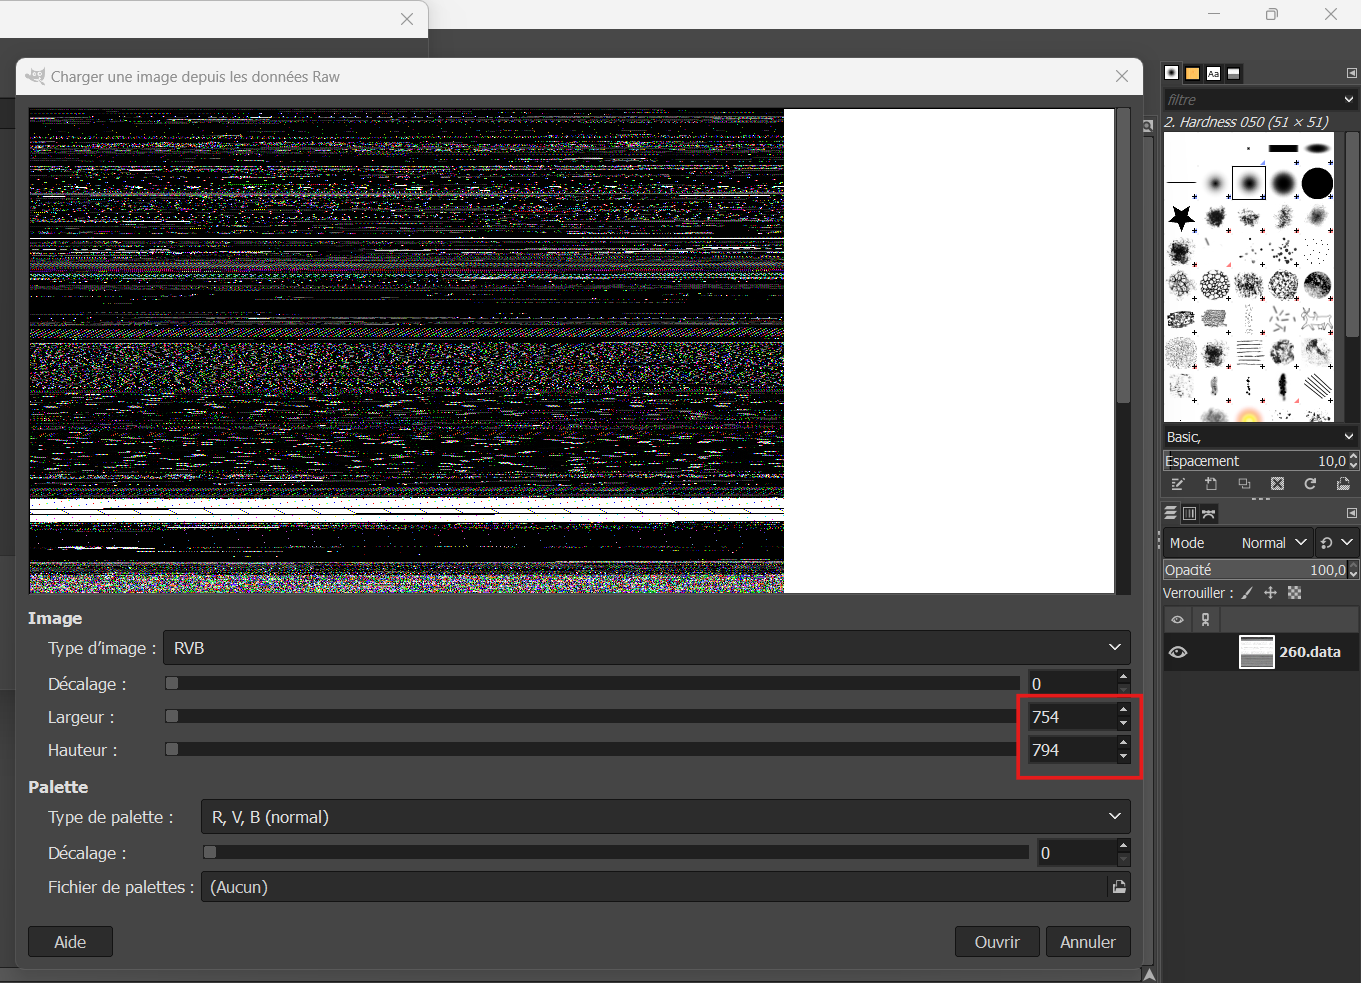 Charger une image depuis les données Raw
filtre
2. Hardness 050 (51 × 51)
Basic,
Espacement 10,0
Mode Normal
Opacité 100,0
Verrouiller :
260.data
Image
Type d’image : RVB
Décalage : 0
Largeur : 754
Hauteur : 794
Palette
Type de palette : R, V, B (normal)
Décalage : 0
Fichier de palettes : (Aucun)
Aide
Ouvrir
Annuler